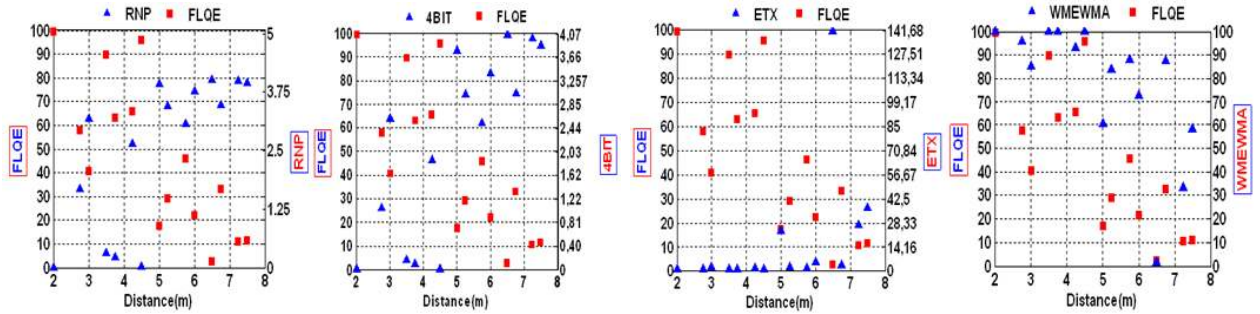 RNP FLQE
100 90 80 70 60 50 40 30 20 10 0
5 3.75 2.5 1.25
FLQE
RNP
2 3 4 5 6 7 8
Distance(m)
4BIT FLQE
100 90 80 70 60 50 40 30 20 10 0
4,07 3.66 3,257 2.85 2.44 2,03 1.62 1.22 0.81 0,40 0
FLQE
4BIT
2 3 4 5 6 7 8
Distance(m)
ETX FLQE
100 90 80 70 60 50 40 30 20 10 0
141,68 127,51 113,34 99,17 85 70,84 56,67 42,5 28,33 14,16 0
FLQE
ETX
2 3 4 5 6 7 8
Distance(m)
WMEWMA FLQE
100 90 80 70 60 50 40 30 20 10 0
100 90 80 70 60 50 40 30 20 10 0
FLQE
WMEWMA
2 3 4 5 6 7 8
Distance(m)